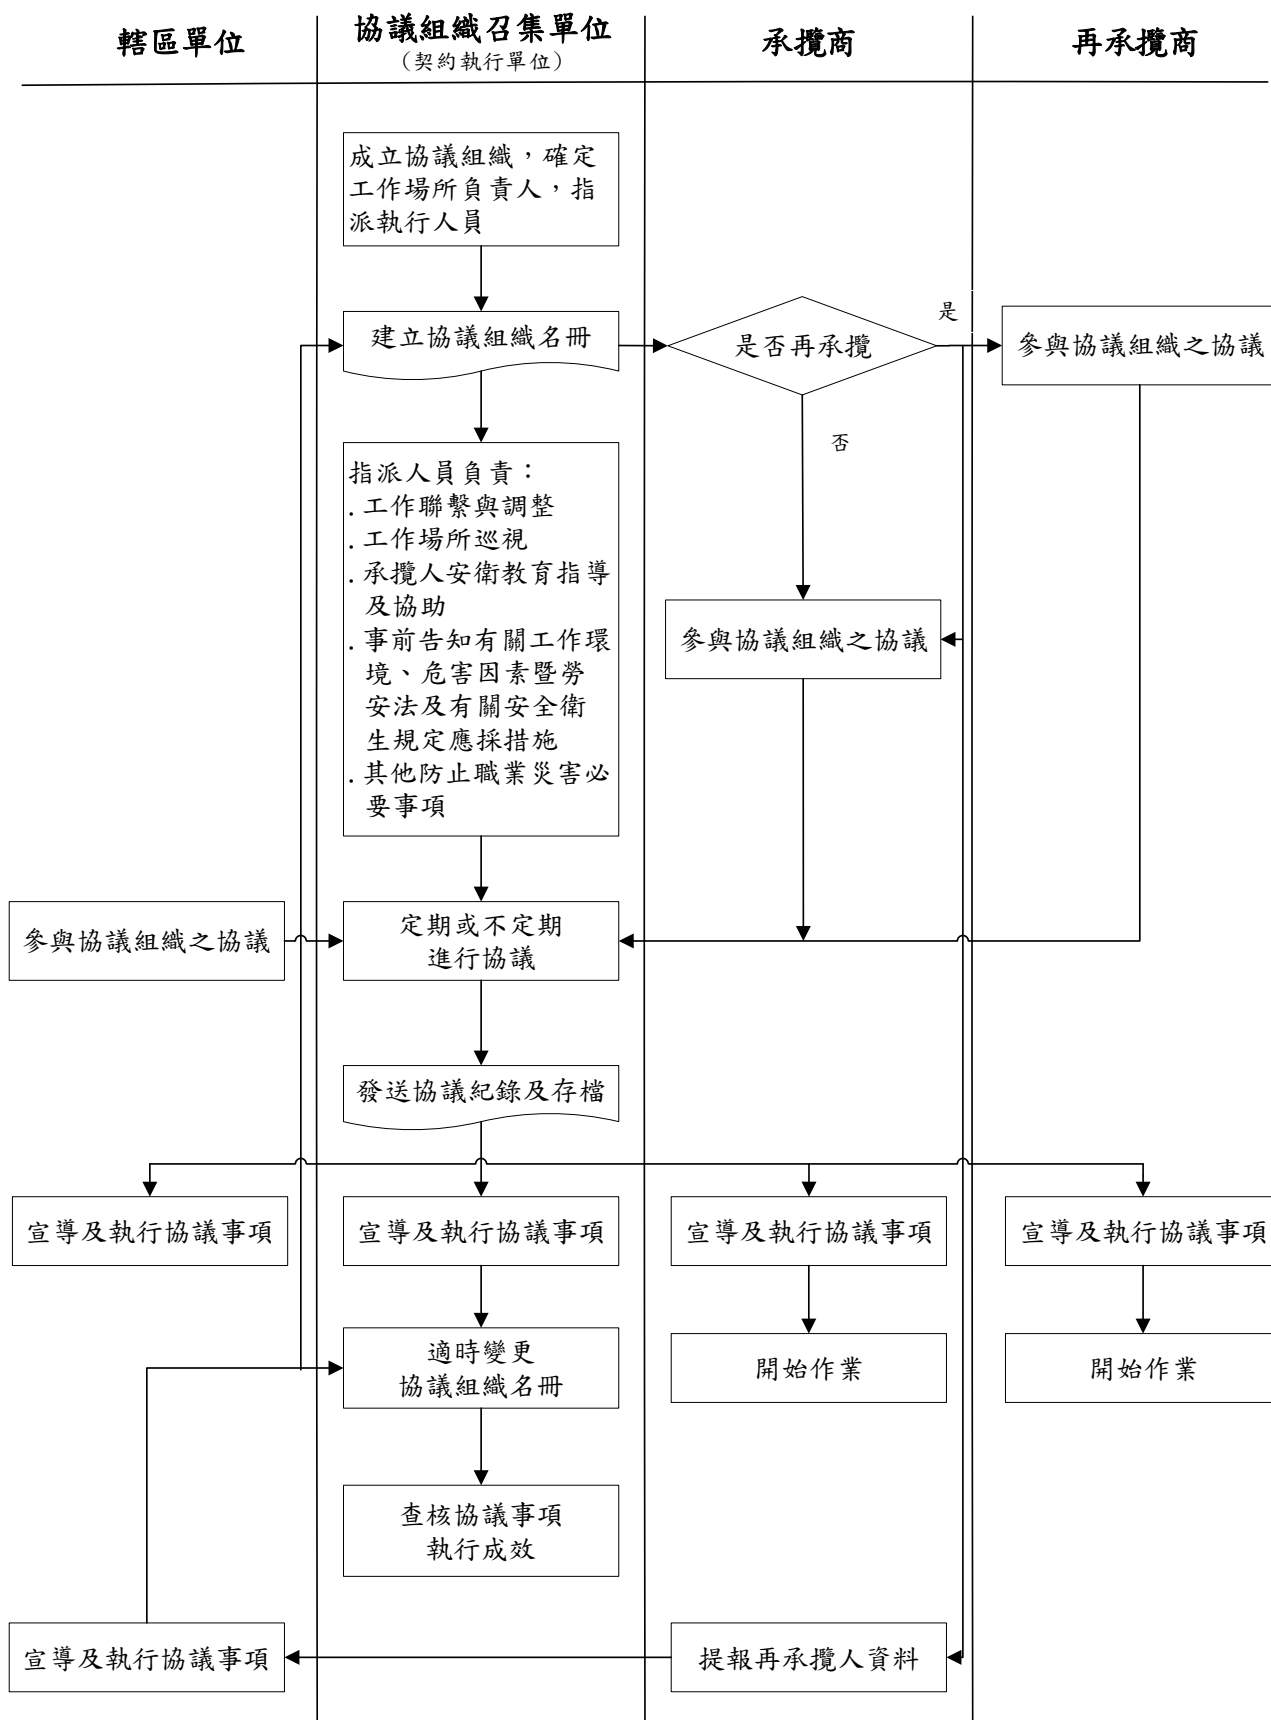 轄區單位
協議組織召集單位
（契約執行單位）
承攬商
再承攬商
成立協議組織，確定
工作場所負責人，指
派執行人員
建立協議組織名冊
是否再承攬
是
參與協議組織之協議
否
指派人員負責：
. 工作聯繫與調整
. 工作場所巡視
. 承攬人安衛教育指導
及協助
. 事前告知有關工作環
境、危害因素暨勞
安法及有關安全衛
生規定應採措施
. 其他防止職業災害必
要事項
參與協議組織之協議
參與協議組織之協議
定期或不定期
進行協議
發送協議紀錄及存檔
宣導及執行協議事項
宣導及執行協議事項
宣導及執行協議事項
宣導及執行協議事項
適時變更
協議組織名冊
開始作業
開始作業
查核協議事項
執行成效
宣導及執行協議事項
提報再承攬人資料